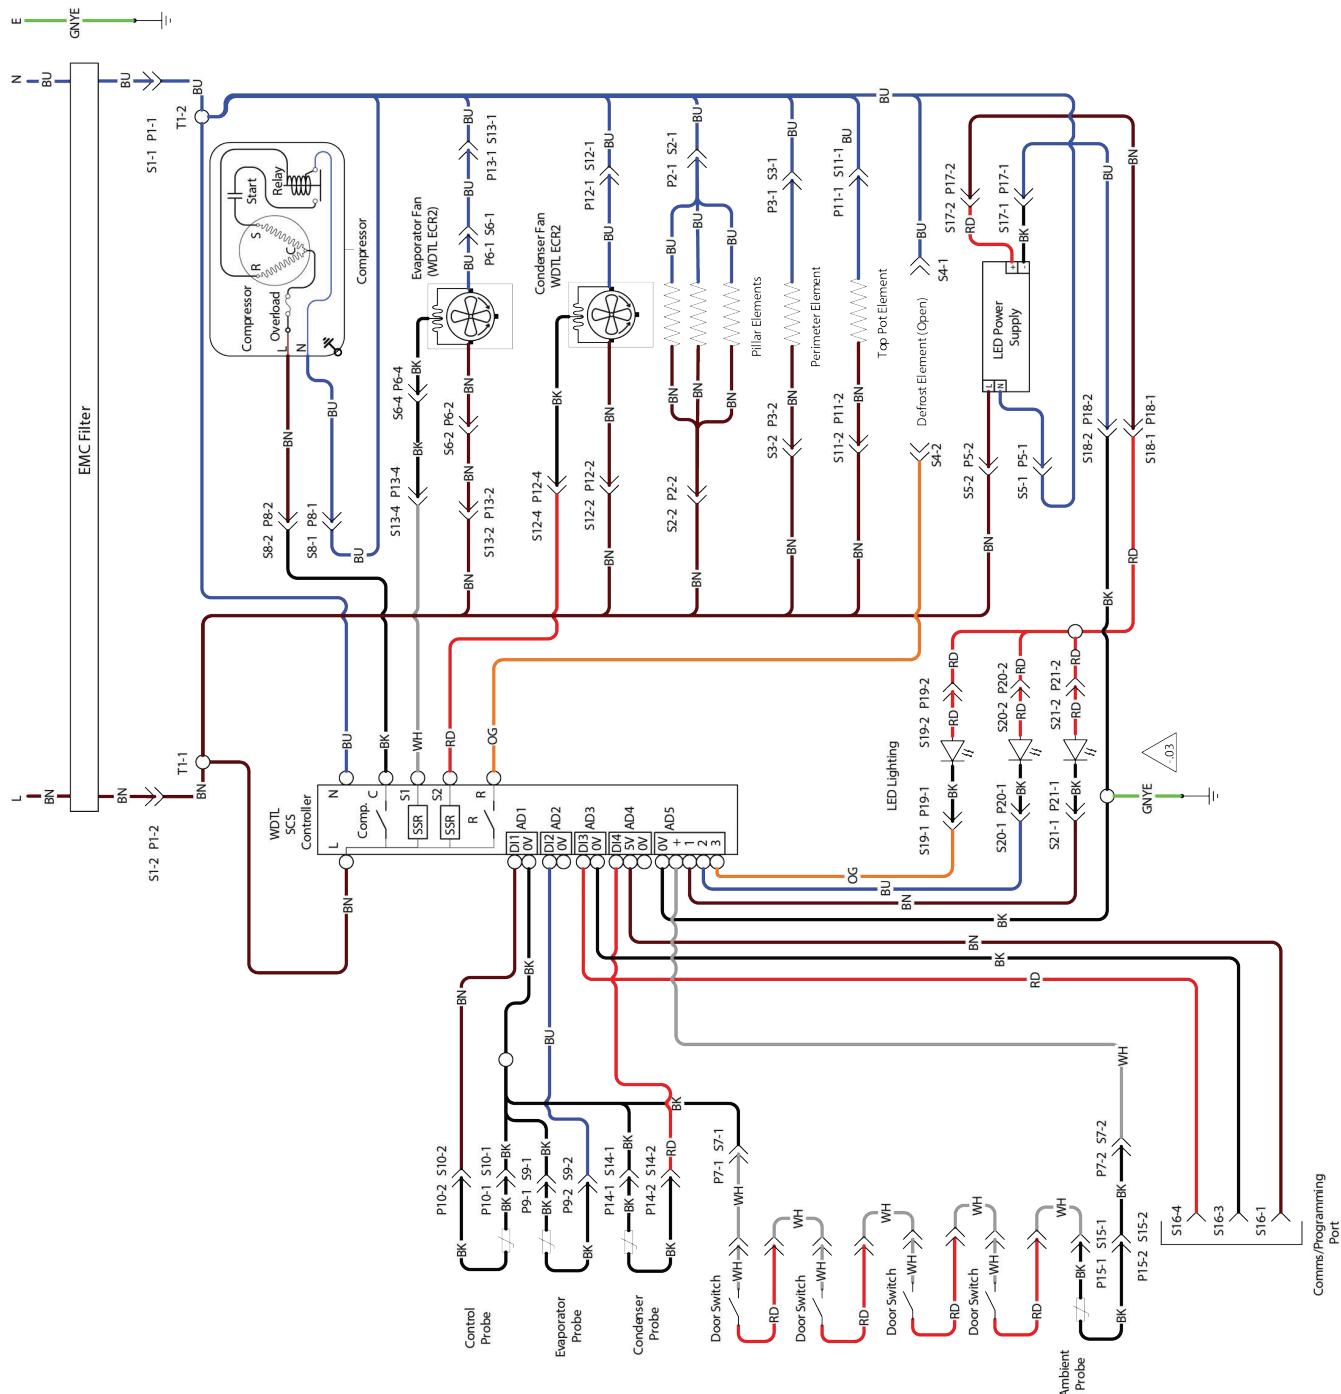 E
GNYE
N
BU
BU
BU
S1-1 P1-1
T1-2
EMC Filter
L
BN
BN
BN
S1-2 P1-2
T1-1
Compressor
Overload
Start
Relay
R
S
C
L
N
Compressor
BN
BU
S8-2 P8-2
S8-1 P8-1
BU
Evaporator Fan
(WDTL ECR2)
BU
P13-1 S13-1
BU
P6-1 S6-1
BU
BK
S6-4 P6-4
BK
S13-4 P13-4
BN
S6-2 P6-2
BN
S13-2 P13-2
BN
Condenser Fan
WDTL ECR2
BU
P12-1 S12-1
BU
BK
S12-4 P12-4
BN
S12-2 P12-2
BN
BU
P2-1 S2-1
BU
BU
BU
Pillar Elements
BN
BN
BN
S2-2 P2-2
BN
BU
P3-1 S3-1
Perimeter Element
BN
S3-2 P3-2
BN
BU
P11-1 S11-1
Top Pot Element
BN
S11-2 P11-2
BN
BU
BU
S4-1
Defrost Element (Open)
S4-2
S17-2 P17-2
RD
S17-1 P17-1
BK
+
-
LED Power
Supply
L
N
S5-2 P5-2
S5-1 P5-1
BN
BU
BN
S18-2 P18-2
S18-1 P18-1
BK
RD
WDTL
SCS
Controller
N
BU
C
Comp.
BK
S1
SSR
WH
S2
SSR
RD
R
R
OG
L
BN
DI1
0V
AD1
DI2
0V
AD2
DI3
0V
AD3
DI4
5V
0V
AD4
0V
+
1
2
3
AD5
LED Lighting
RD
S19-2 P19-2
RD
BK
S19-1 P19-1
RD
S20-2 P20-2
RD
BK
S20-1 P20-1
RD
S21-2 P21-2
RD
BK
S21-1 P21-1
GNYE
-.03
OG
BU
BN
BK
BN
BK
RD
BN
BK
BU
BK
WH
P10-2 S10-2
P10-1 S10-1
BK
BK
BK
Control
Probe
P9-1 S9-1
P9-2 S9-2
BK
BK
BK
Evaporator
Probe
P14-1 S14-1
P14-2 S14-2
BK
BK
RD
BK
Condenser
Probe
P7-1 S7-1
WH
WH
Door Switch
RD
WH
WH
Door Switch
RD
WH
WH
Door Switch
RD
WH
WH
Door Switch
RD
WH
BK
P15-1 S15-1
P15-2 S15-2
BK
BK
P7-2 S7-2
Ambient
Probe
S16-4
S16-3
S16-1
Comms/Programming
Port